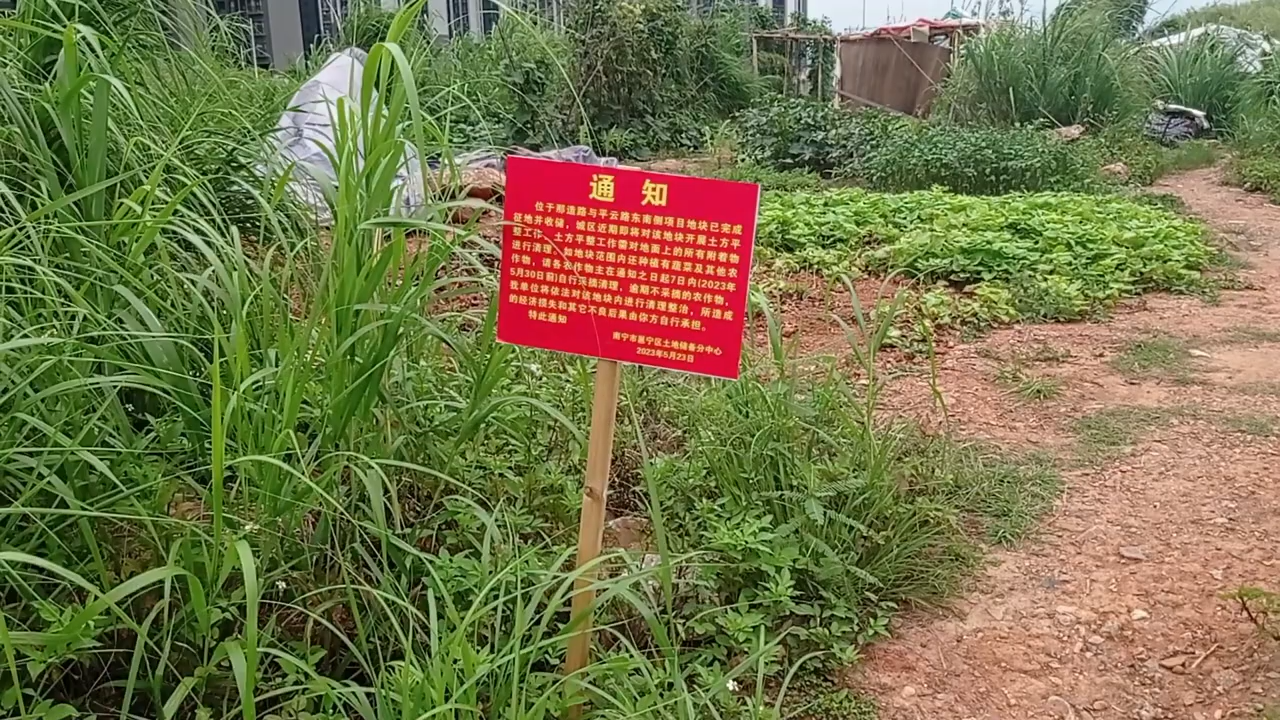 通 知
位于那造路与平云路东南侧项目地块已完成
征地并收储，城区近期即将对该地块开展土方平
整工作，土方平整工作需对地面上的所有附着物
进行清理。如地块范围内还种植有蔬菜及其他农
作物，请各农作物主在通知之日起7日内(2023年
5月30日前)自行采摘清理，逾期不采摘的农作物，
我单位将依法对该地块内进行清理整治，所造成
的经济损失和其它不良后果由你方自行承担。
特此通知
南宁市邕宁区土地储备分中心
2023年5月23日